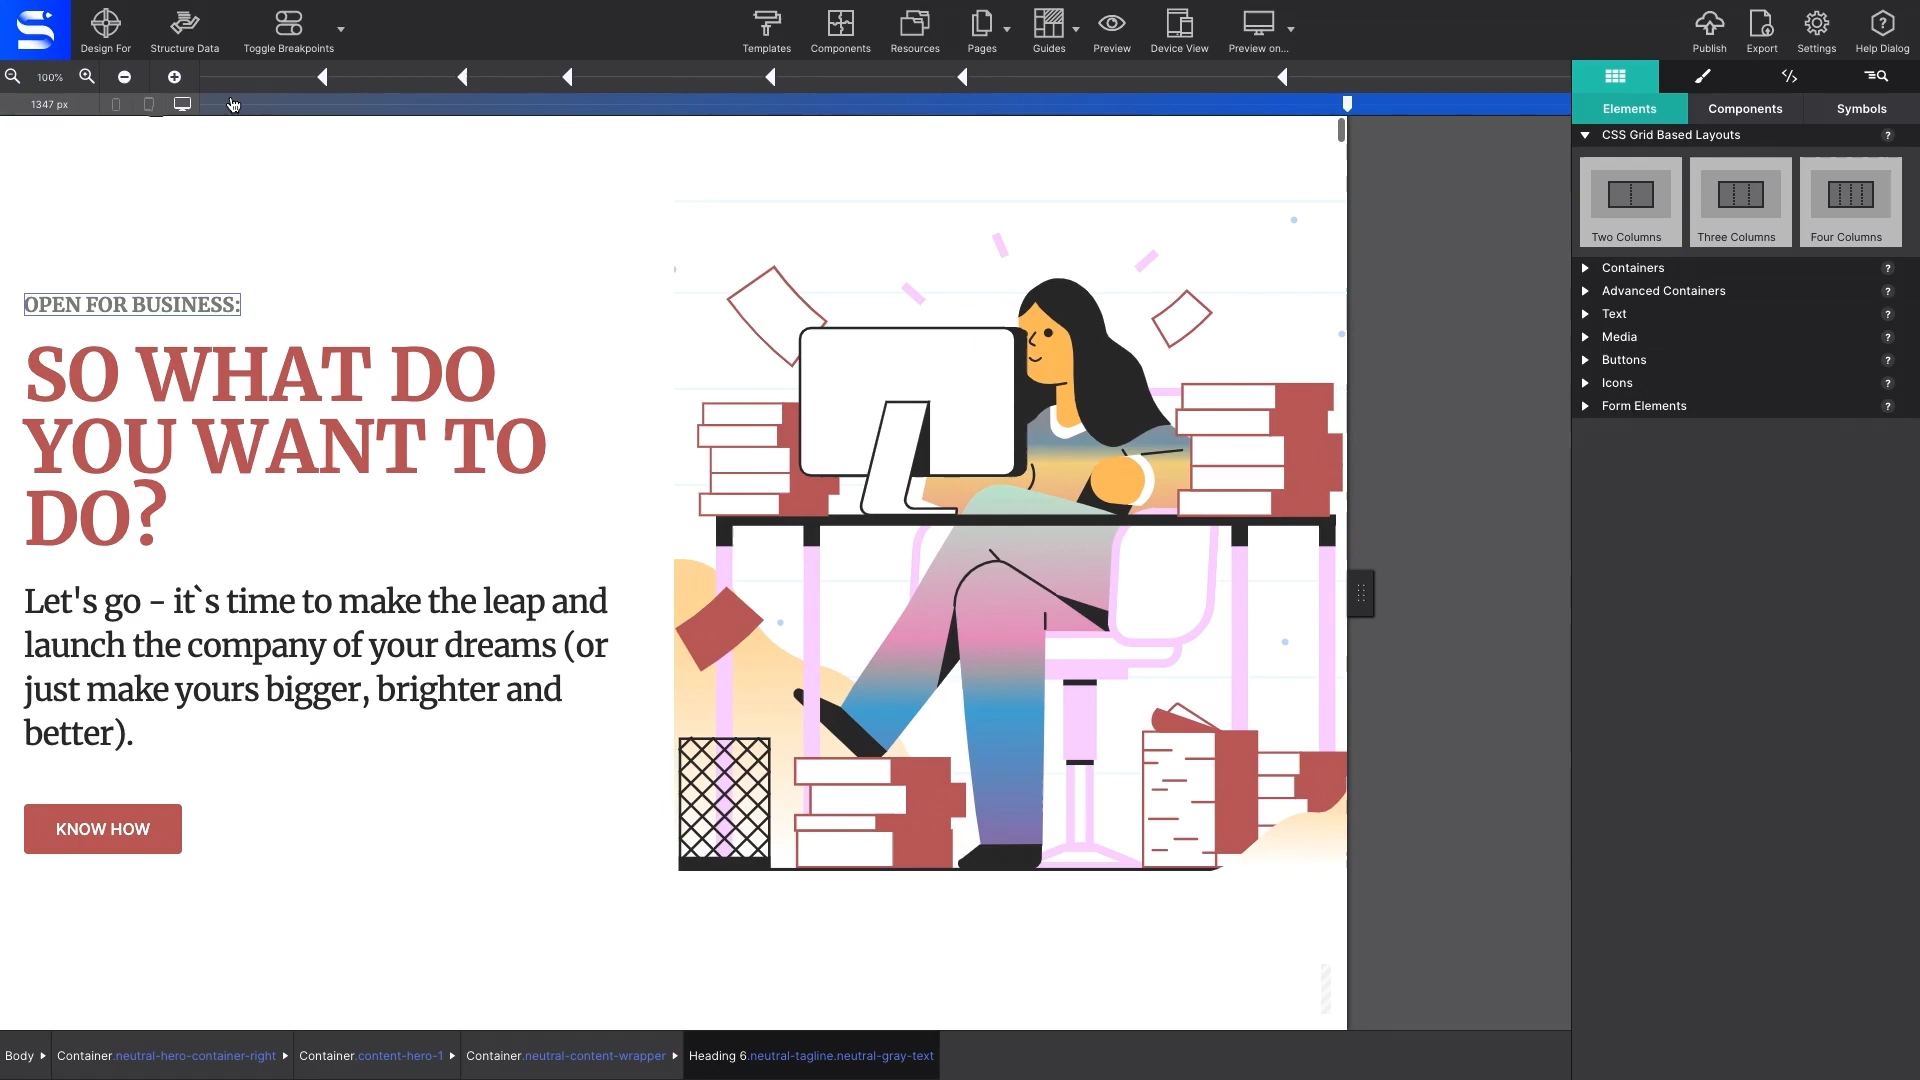 Design For
Structure Data
Toggle Breakpoints
Templates
Components
Resources
Pages
Guides
Preview
Device View
Preview on...
Publish
Export
Settings
Help Dialog
100%
1347 px
Elements
Components
Symbols
CSS Grid Based Layouts
Two Columns
Three Columns
Four Columns
Containers
Advanced Containers
Text
Media
Buttons
Icons
Form Elements
OPEN FOR BUSINESS:
SO WHAT DO
YOU WANT TO
DO?
Let's go - it`s time to make the leap and
launch the company of your dreams (or
just make yours bigger, brighter and
better).
KNOW HOW
Body
Container.neutral-hero-container-right
Container.content-hero-1
Container.neutral-content-wrapper
Heading 6.neutral-tagline.neutral-gray-text